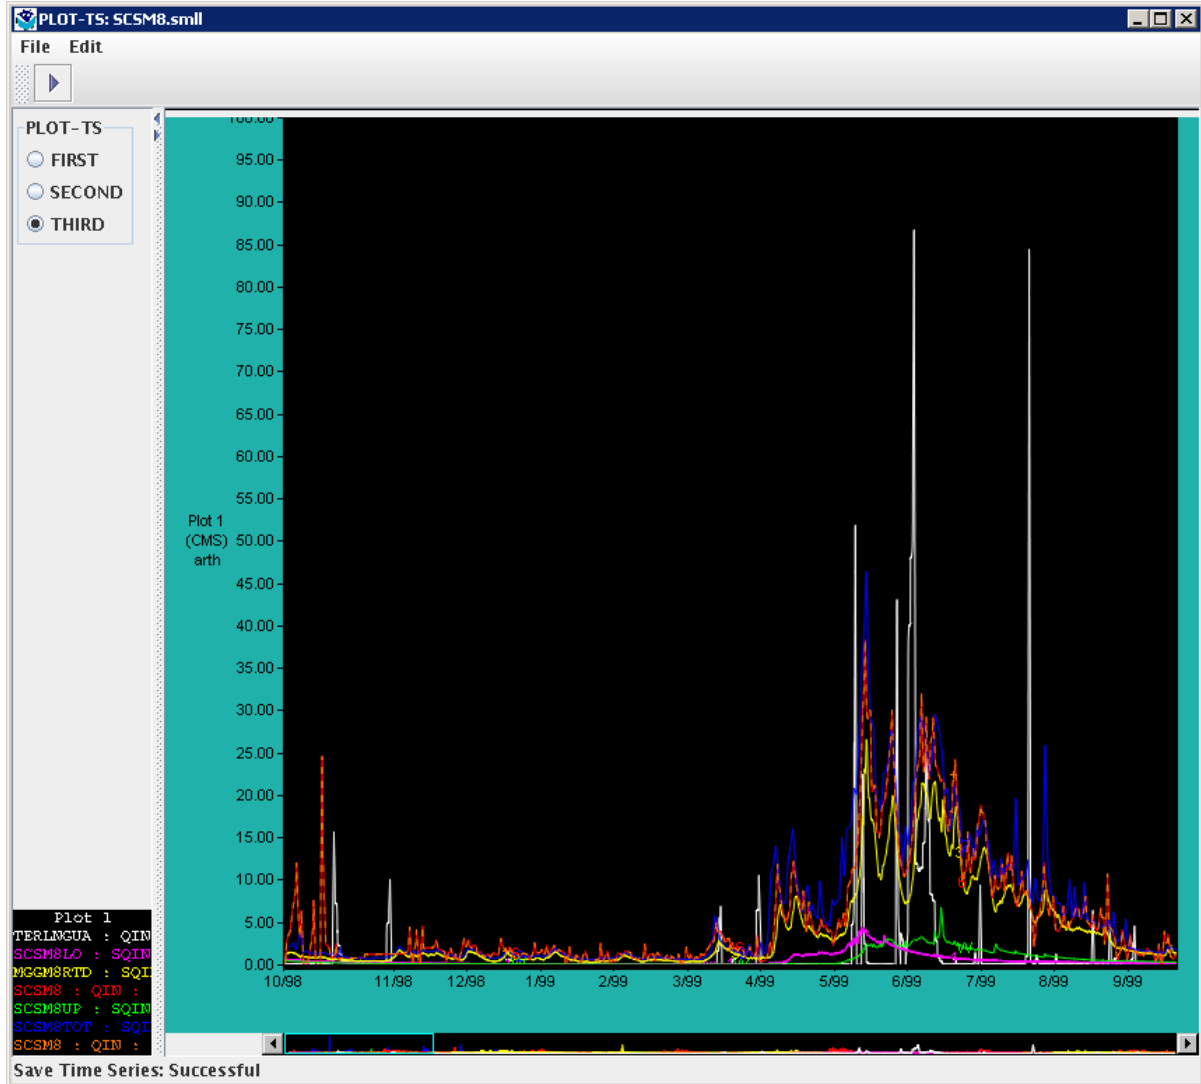 PLOT-TS: SCSM8.smll
File Edit
PLOT-TS
FIRST
SECOND
THIRD
100.00
95.00
90.00
85.00
80.00
75.00
70.00
65.00
60.00
55.00
Plot 1
(CMS) 50.00
arth
45.00
40.00
35.00
30.00
25.00
20.00
15.00
10.00
5.00
0.00
10/98 11/98 12/98 1/99 2/99 3/99 4/99 5/99 6/99 7/99 8/99 9/99
Plot 1
TERLNGUA : QIN
SCSM8LO : SQIN
MGGM8RTD : SQI
SCSM8 : QIN :
SCSM8UP : SQIN
SCSM8TOT : SQI
SCSM8 : QIN :
Save Time Series: Successful